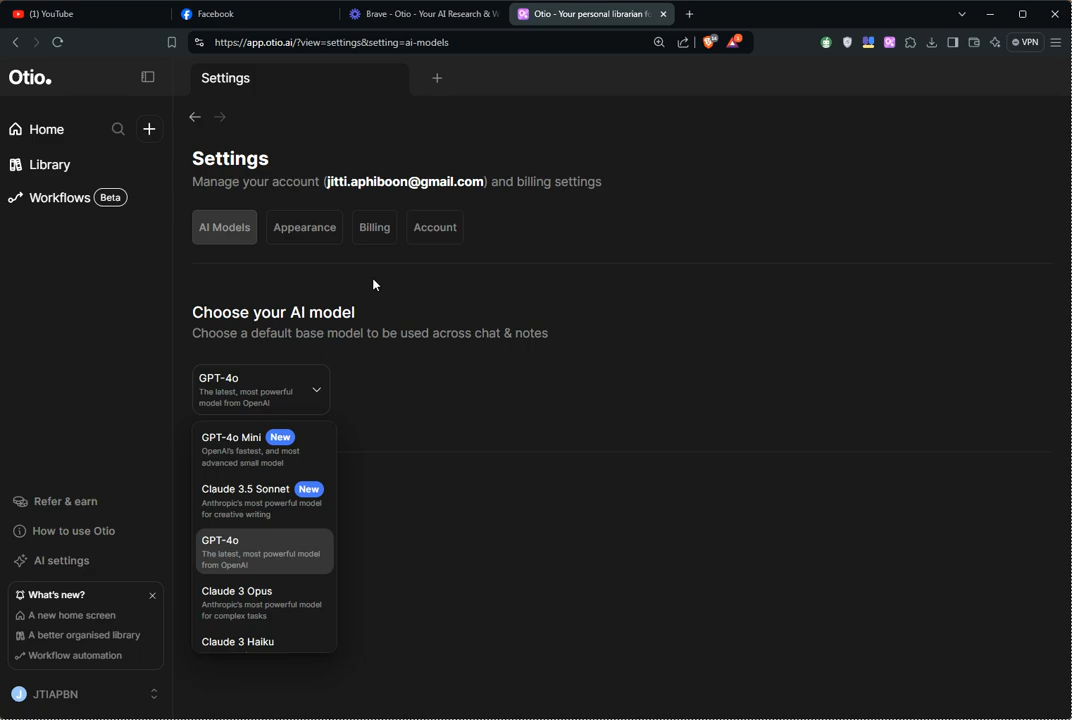 (1) YouTube
Facebook
Brave - Otio - Your AI Research & W
Otio - Your personal librarian f
https://app.otio.ai/?view=settings&setting=ai-models
VPN
Otio.
Settings
Home
Library
Workflows Beta
Settings
Manage your account (jitti.aphiboon@gmail.com) and billing settings
AI Models
Appearance
Billing
Account
Choose your AI model
Choose a default base model to be used across chat & notes
GPT-4o
The latest, most powerful
model from OpenAI
GPT-4o Mini New
OpenAI's fastest, and most
advanced small model
Claude 3.5 Sonnet New
Anthropic's most powerful model
for creative writing
GPT-4o
The latest, most powerful model
from OpenAI
Claude 3 Opus
Anthropic's most powerful model
for complex tasks
Claude 3 Haiku
Refer & earn
How to use Otio
AI settings
What's new?
A new home screen
A better organised library
Workflow automation
J JTIAPBN